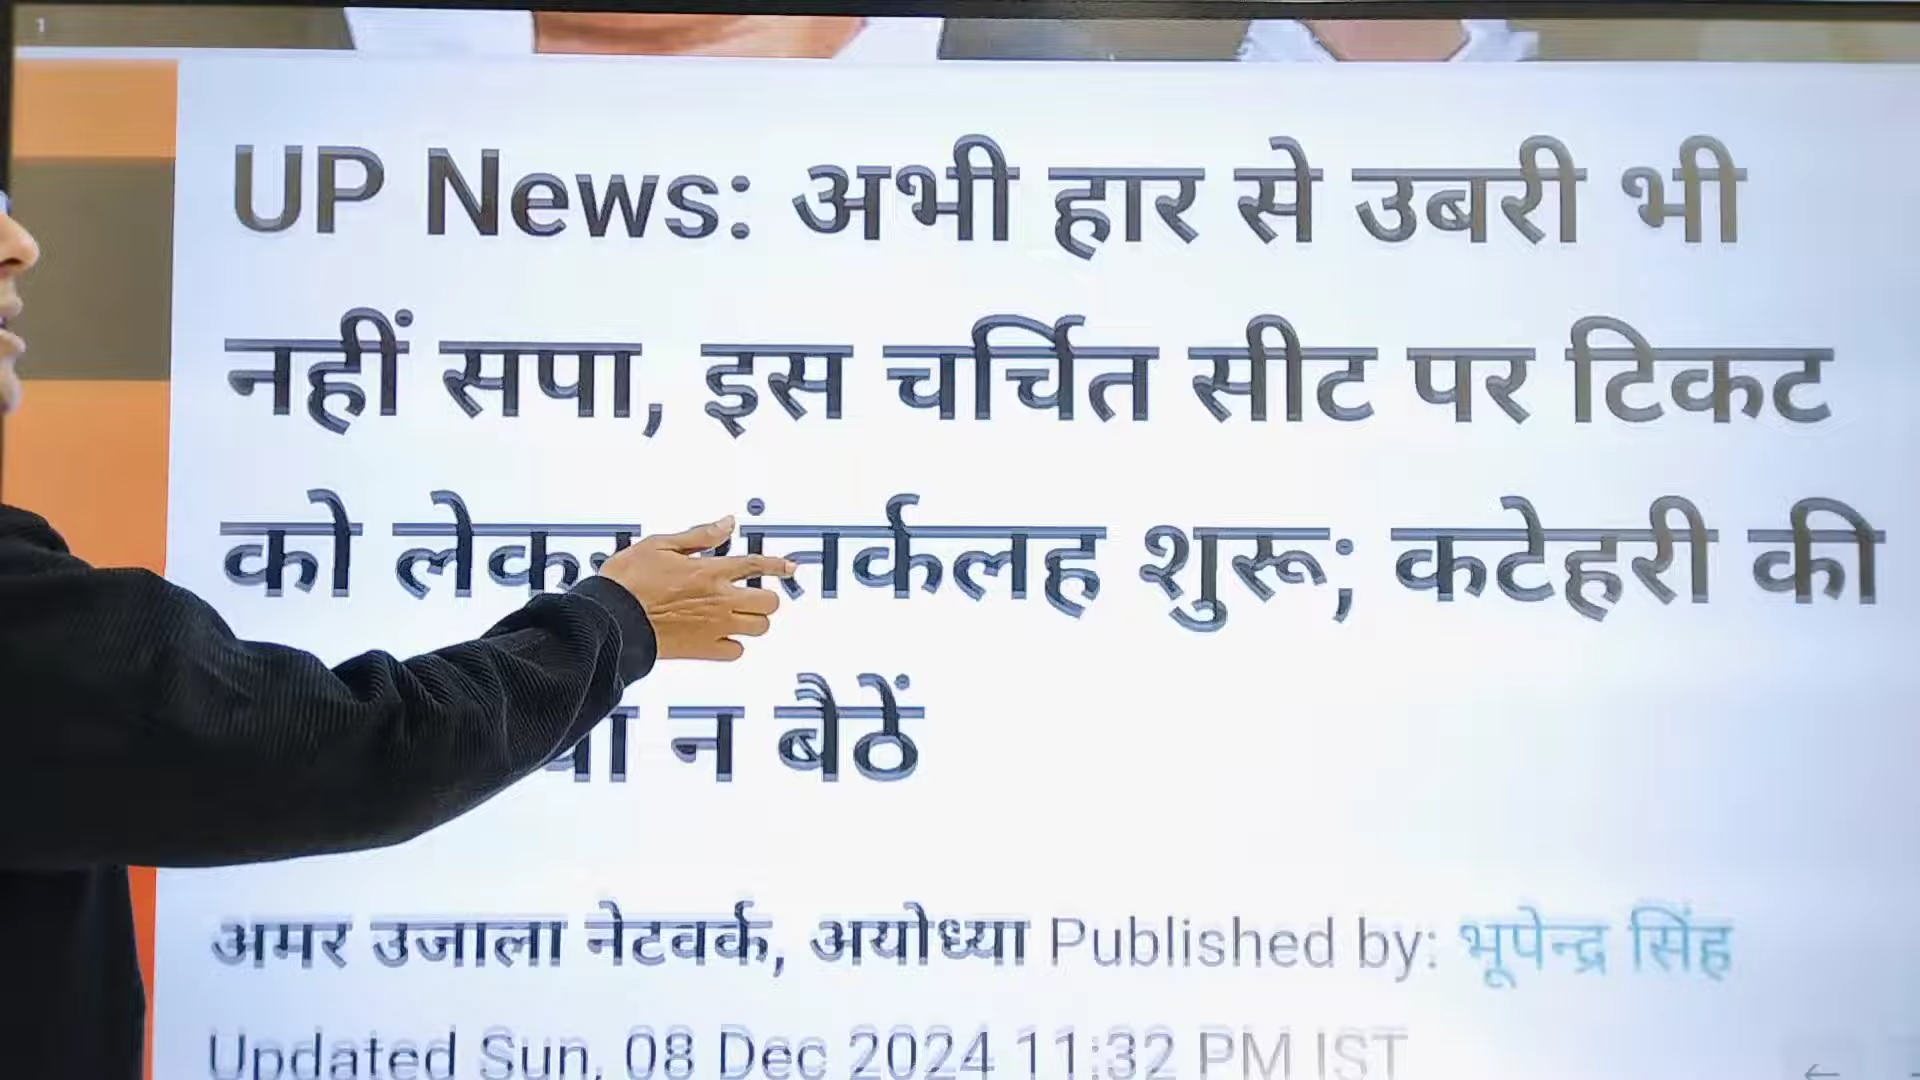 UP News: अभी हार से उबरी भी
नहीं सपा, इस चर्चित सीट पर टिकट
को लेकर अंतर्कलह शुरू; कटेहरी की
न बैठें
अमर उजाला नेटवर्क, अयोध्या Published by: भूपेन्द्र सिंह
Updated Sun, 08 Dec 2024 11:32 PM IST